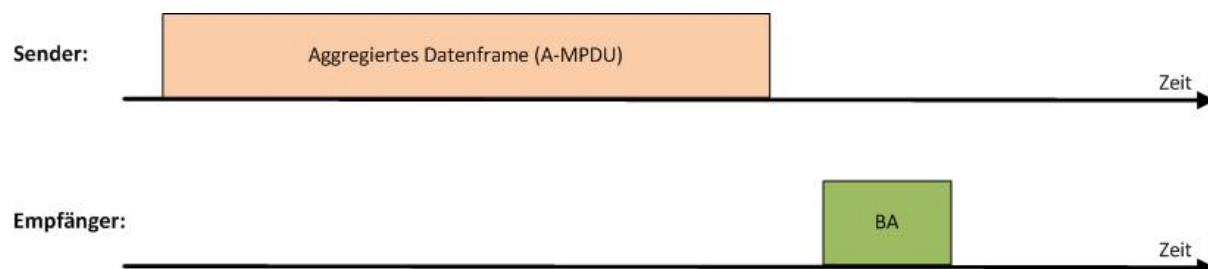 Sender:
Aggregiertes Datenframe (A-MPDU)
Zeit
Empfänger:
BA
Zeit